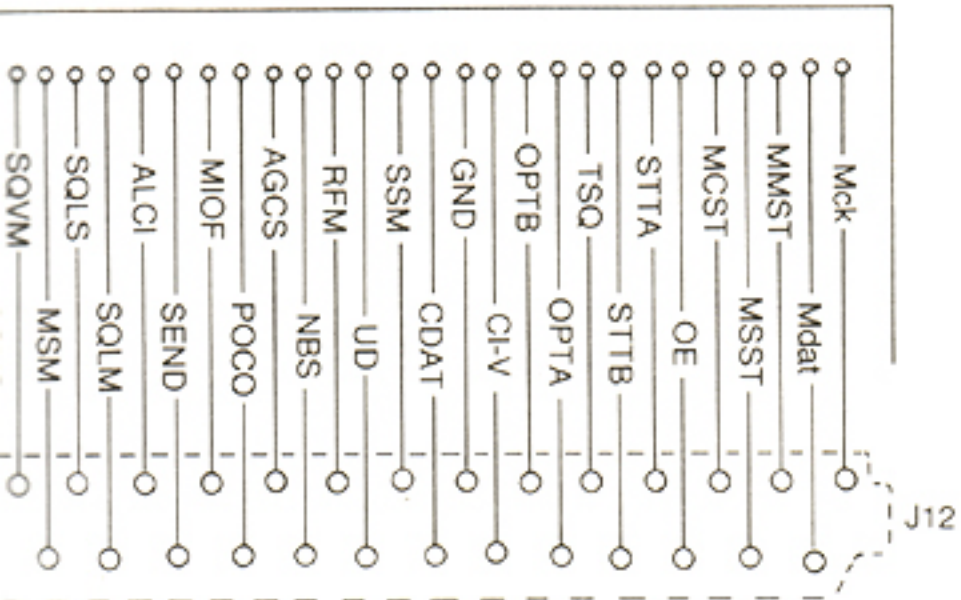 SQVM
MSM
SQLS
SQLM
ALCI
SEND
MIOF
POCO
AGCS
NBS
RFM
UD
SSM
CDAT
GND
CI-V
OPTB
OPTA
TSQ
STTB
STTA
OE
MCST
MSST
MMST
Mdat
Mck
J12